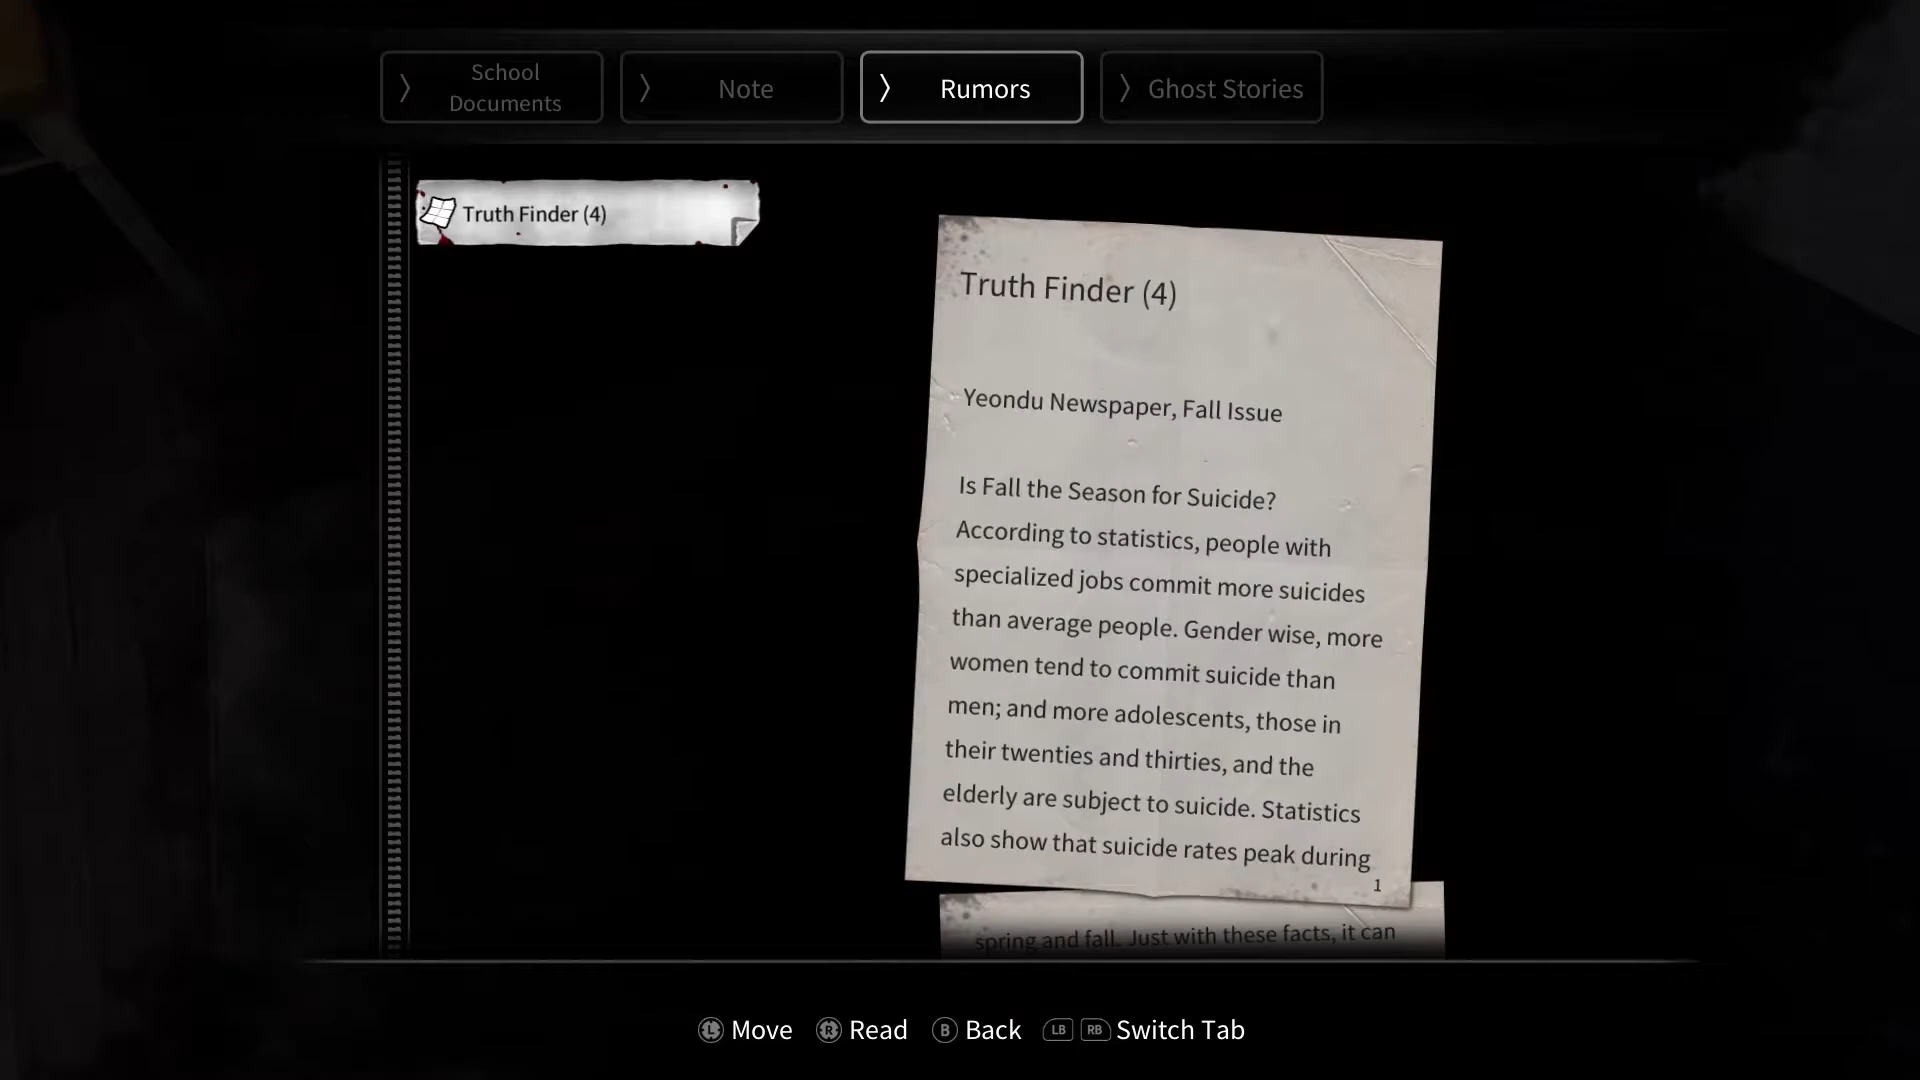 School
Documents
Note
Rumors
Ghost Stories
Truth Finder (4)
Truth Finder (4)
Yeondu Newspaper, Fall Issue
Is Fall the Season for Suicide?
According to statistics, people with
specialized jobs commit more suicides
than average people. Gender wise, more
women tend to commit suicide than
men; and more adolescents, those in
their twenties and thirties, and the
elderly are subject to suicide. Statistics
also show that suicide rates peak during
1
spring and fall. Just with these facts, it can
L Move R Read B Back LB RB Switch Tab